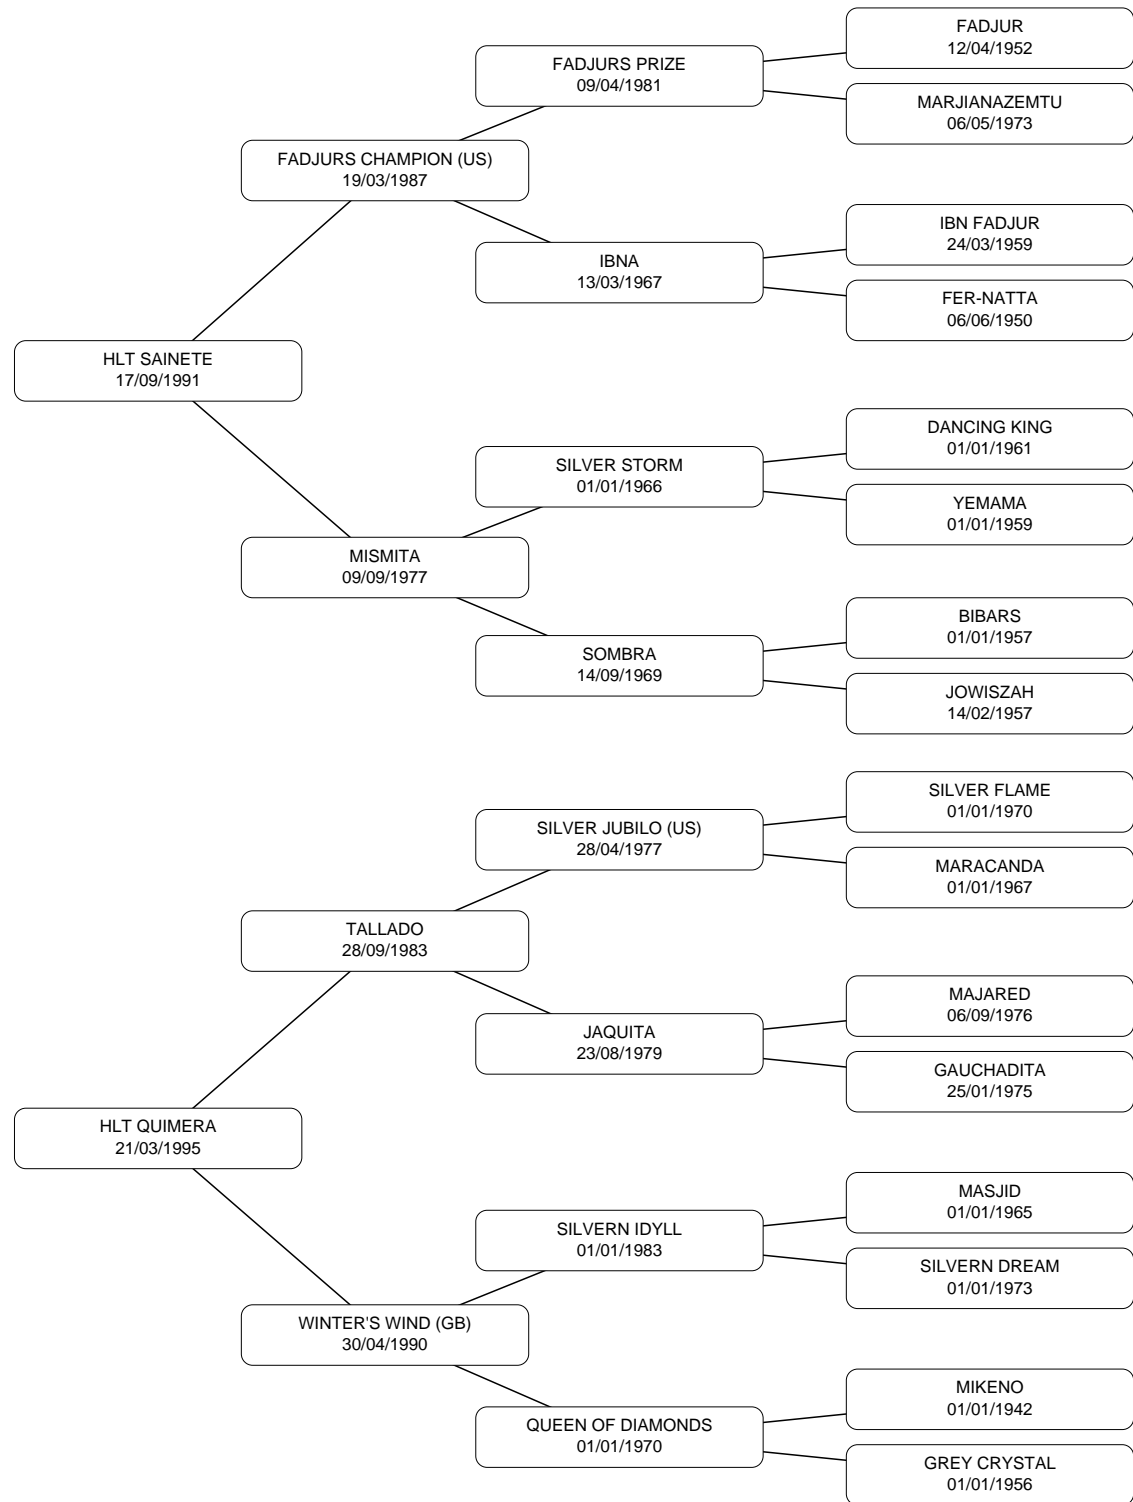 FADJUR
12/04/1952
FADJURS PRIZE
09/04/1981
MARJIANAZEMTU
06/05/1973
FADJURS CHAMPION (US)
19/03/1987
IBN FADJUR
24/03/1959
IBNA
13/03/1967
FER-NATTA
06/06/1950
HLT SAINETE
17/09/1991
DANCING KING
01/01/1961
SILVER STORM
01/01/1966
YEMAMA
01/01/1959
MISMITA
09/09/1977
BIBARS
01/01/1957
SOMBRA
14/09/1969
JOWISZAH
14/02/1957
SILVER FLAME
01/01/1970
SILVER JUBILO (US)
28/04/1977
MARACANDA
01/01/1967
TALLADO
28/09/1983
MAJARED
06/09/1976
JAQUITA
23/08/1979
GAUCHADITA
25/01/1975
HLT QUIMERA
21/03/1995
MASJID
01/01/1965
SILVERN IDYLL
01/01/1983
SILVERN DREAM
01/01/1973
WINTER'S WIND (GB)
30/04/1990
MIKENO
01/01/1942
QUEEN OF DIAMONDS
01/01/1970
GREY CRYSTAL
01/01/1956